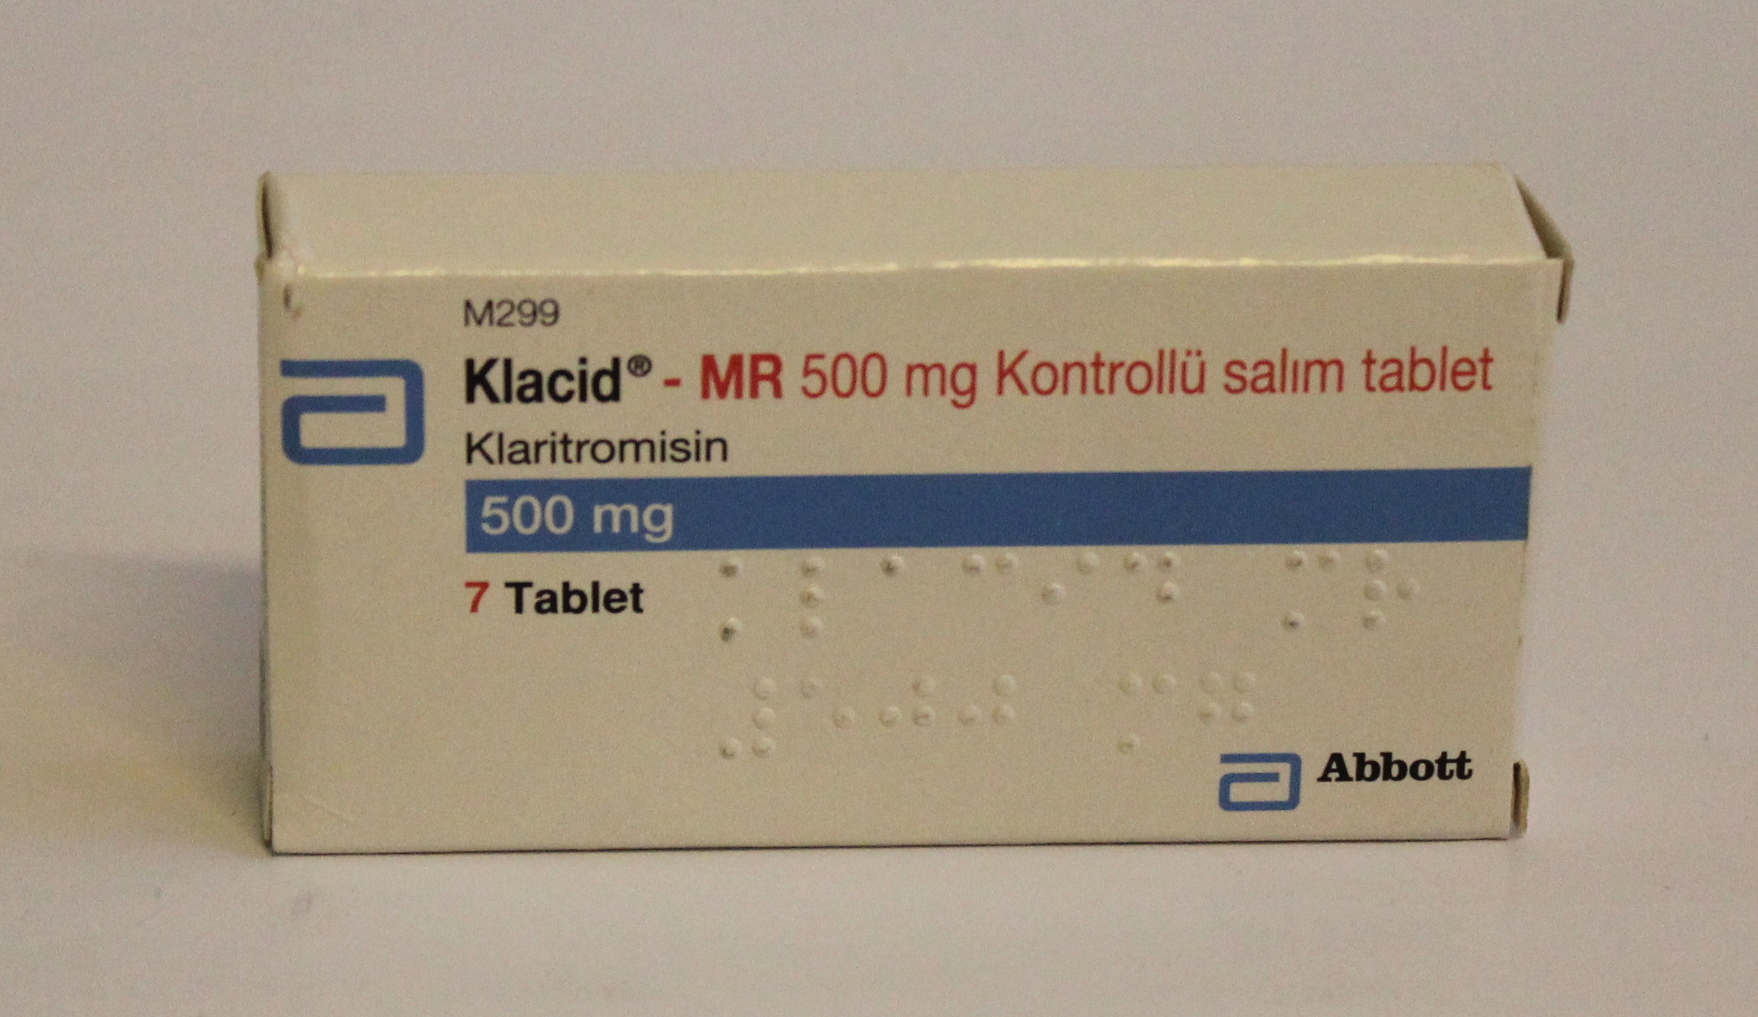 M299
Klacid® - MR 500 mg Kontrollü salım tablet
Klaritromisin
500 mg
7 Tablet
⠅⠇⠁⠉⠊⠙ ⠍⠗
⠼⠑⠚⠚ ⠍⠛
Abbott